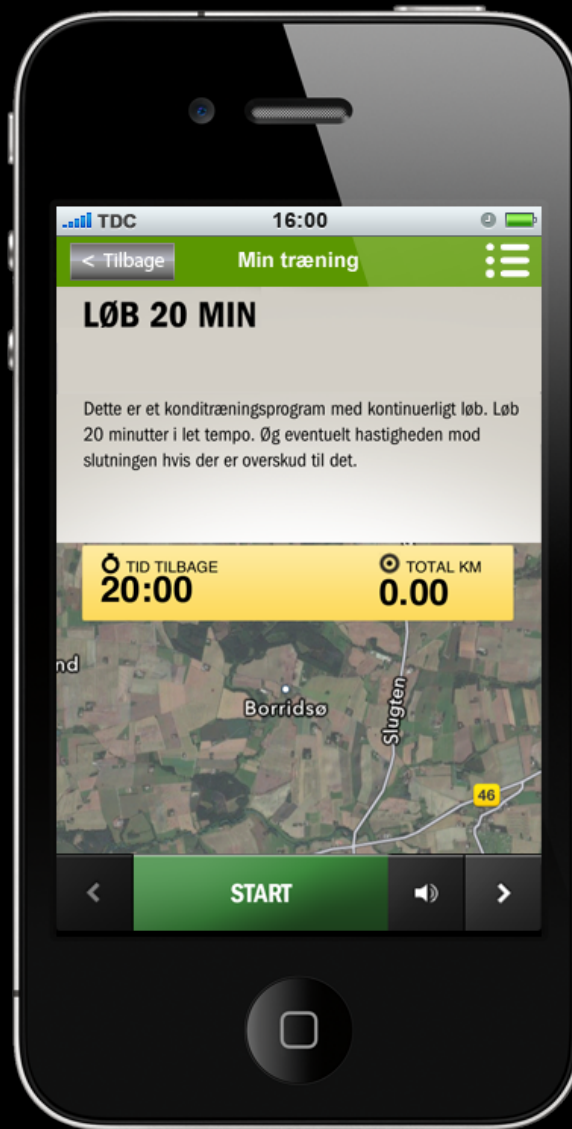 TDC 16:00
< Tilbage Min træning
LØB 20 MIN
Dette er et konditræningsprogram med kontinuerligt løb. Løb
20 minutter i let tempo. Øg eventuelt hastigheden mod
slutningen hvis der er overskud til det.
TID TILBAGE TOTAL KM
20:00 0.00
nd
Borridsø
Slugten
46
START